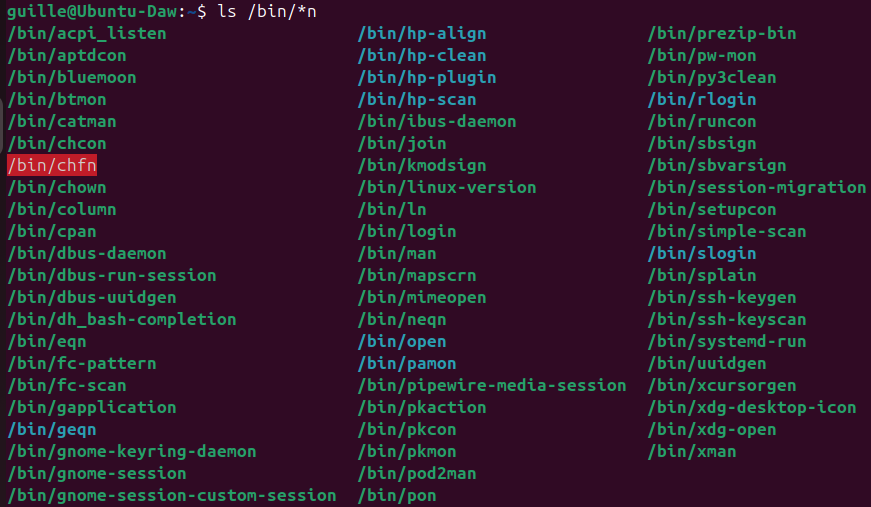 guille@Ubuntu-Daw:~$ ls /bin/*n
/bin/acpi_listen /bin/hp-align /bin/prezip-bin
/bin/aptdcon /bin/hp-clean /bin/pw-mon
/bin/bluemoon /bin/hp-plugin /bin/py3clean
/bin/btmon /bin/hp-scan /bin/rlogin
/bin/catman /bin/ibus-daemon /bin/runcon
/bin/chcon /bin/join /bin/sbsign
/bin/chfn /bin/kmodsign /bin/sbvarsign
/bin/chown /bin/linux-version /bin/session-migration
/bin/column /bin/ln /bin/setupcon
/bin/cpan /bin/login /bin/simple-scan
/bin/dbus-daemon /bin/man /bin/slogin
/bin/dbus-run-session /bin/mapscrn /bin/splain
/bin/dbus-uuidgen /bin/mimeopen /bin/ssh-keygen
/bin/dh_bash-completion /bin/neqn /bin/ssh-keyscan
/bin/eqn /bin/open /bin/systemd-run
/bin/fc-pattern /bin/pamon /bin/uuidgen
/bin/fc-scan /bin/pipewire-media-session /bin/xcursorgen
/bin/gapplication /bin/pkaction /bin/xdg-desktop-icon
/bin/geqn /bin/pkcon /bin/xdg-open
/bin/gnome-keyring-daemon /bin/pkmon /bin/xman
/bin/gnome-session /bin/pod2man
/bin/gnome-session-custom-session /bin/pon